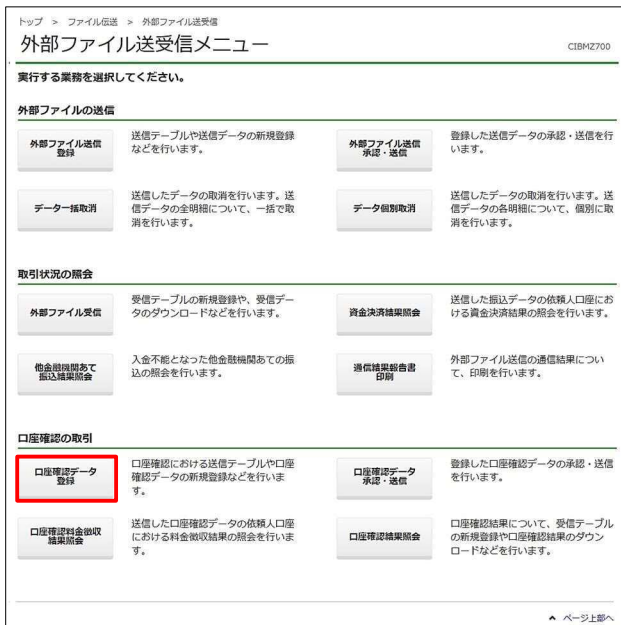 トップ > ファイル伝送 > 外部ファイル送受信
外部ファイル送受信メニュー
CIBMZ700
実行する業務を選択してください。
外部ファイルの送信
外部ファイル送信
登録
送信テーブルや送信データの新規登録
などを行います。
外部ファイル送信
承認・送信
登録した送信データの承認・送信を行
います。
データ一括取消
送信したデータの取消を行います。送
信データの全明細について、一括で取
消を行います。
データ個別取消
送信したデータの取消を行います。送
信データの各明細について、個別に取
消を行います。
取引状況の照会
外部ファイル受信
受信テーブルの新規登録や、受信デー
タのダウンロードなどを行います。
資金決済結果照会
送信した振込データの依頼人口座にお
ける資金決済結果の照会を行います。
他金融機関あて
振込結果照会
入金不能となった他金融機関あての振
込の照会を行います。
通信結果報告書
印刷
外部ファイル送信の通信結果につい
て、印刷を行います。
口座確認の取引
口座確認データ
登録
口座確認における送信テーブルや口座
確認データの新規登録などを行いま
す。
口座確認データ
承認・送信
登録した口座確認データの承認・送信
を行います。
口座確認料金徴収
結果照会
送信した口座確認データの依頼人口座
における料金徴収結果の照会を行いま
す。
口座確認結果照会
口座確認結果について、受信テーブル
の新規登録や口座確認結果のダウン
ロードなどを行います。
ページ上部へ